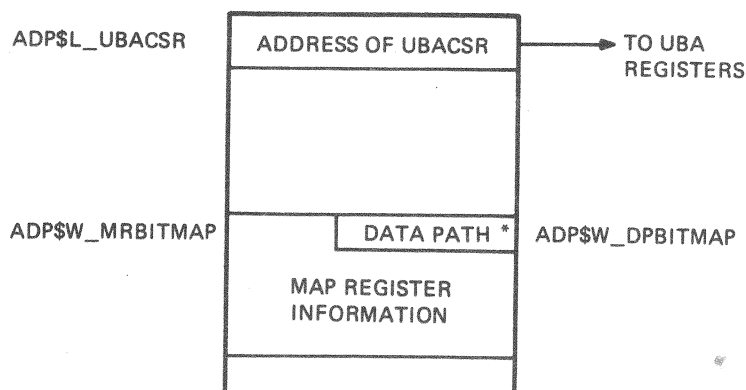 ADP$L_UBACSR
ADDRESS OF UBACSR
TO UBA
REGISTERS
ADP$W_MRBITMAP
DATA PATH *
ADP$W_DPBITMAP
MAP REGISTER
INFORMATION